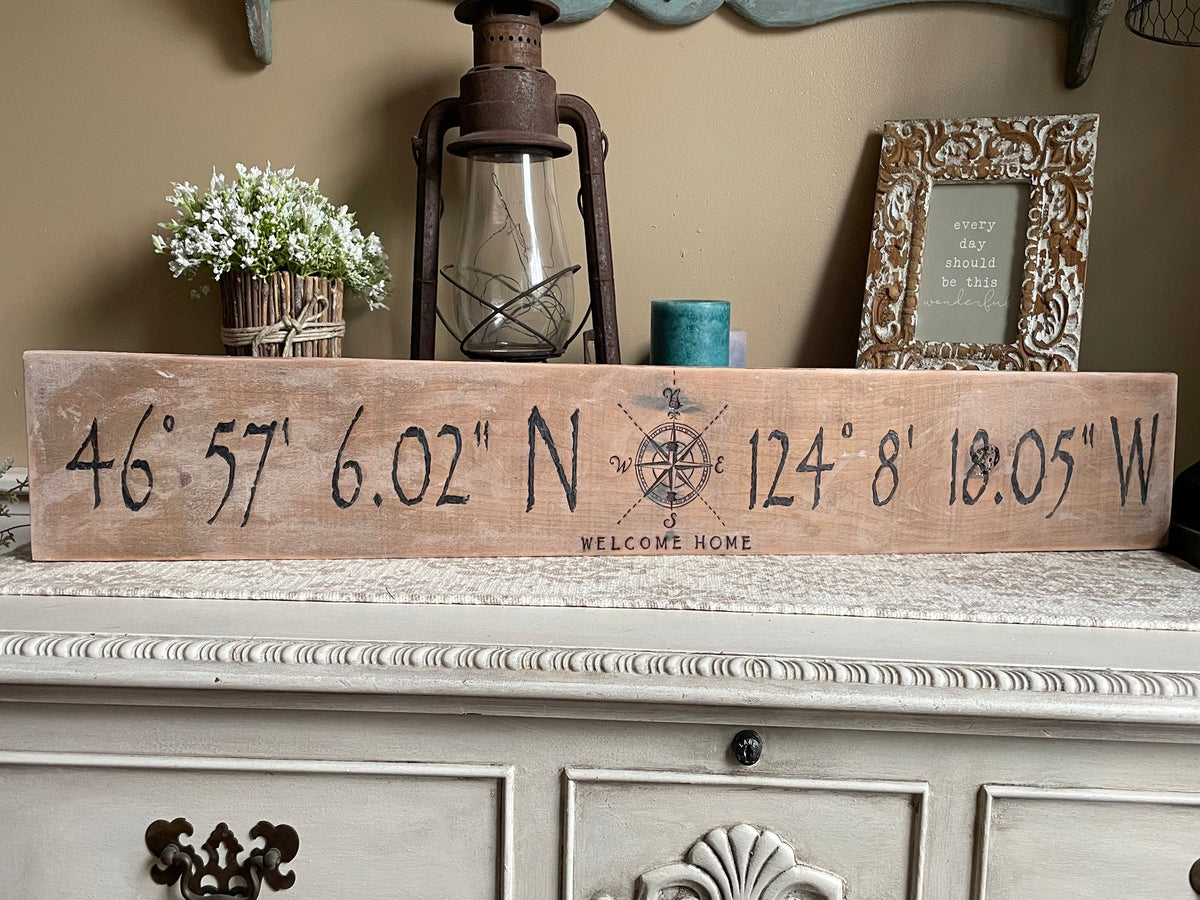 every
day
should
be this
wonderful
46° 57' 6.02" N
N
W E
S
124° 8' 18.05" W
WELCOME HOME